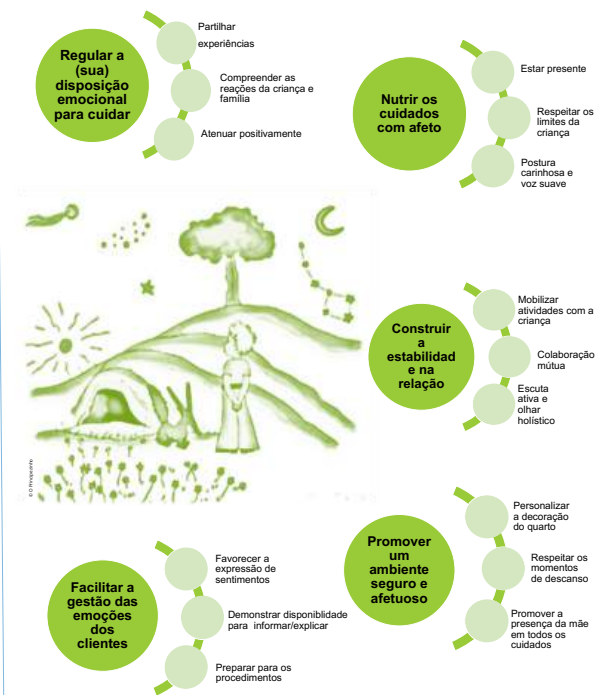 Regular a
(sua)
disposição
emocional
para cuidar
Partilhar
experiências
Compreender as
reações da criança e
família
Atenuar positivamente
Nutrir os
cuidados
com afeto
Estar presente
Respeitar os
limites da
criança
Postura
carinhosa e
voz suave
Construir
a
estabilidad
e na
relação
Mobilizar
atividades com a
criança
Colaboração
mútua
Escuta
ativa e
olhar
holístico
© O Principezinho
Promover
um
ambiente
seguro e
afetuoso
Personalizar
a decoração
do quarto
Respeitar os
momentos
de descanso
Promover a
presença da mãe
em todos os
cuidados
Facilitar a
gestão das
emoções
dos
clientes
Favorecer a
expressão de
sentimentos
Demonstrar disponiblidade
para informar/explicar
Preparar para os
procedimentos